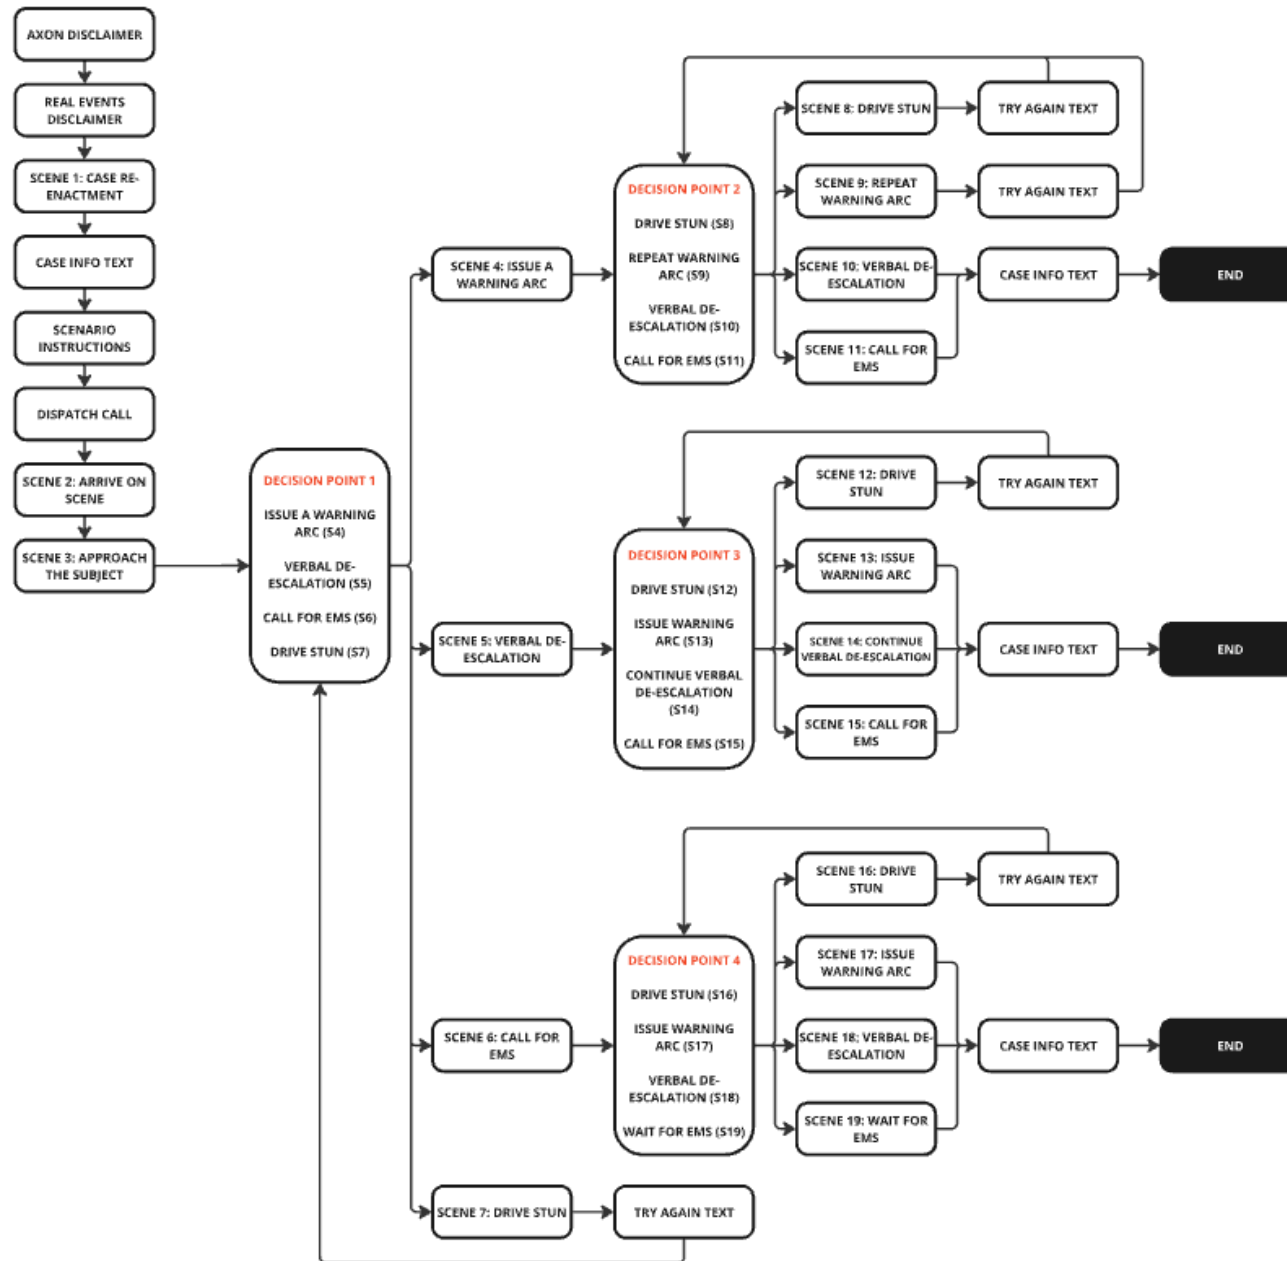 AXON DISCLAIMER
REAL EVENTS
DISCLAIMER
SCENE 1: CASE RE-
ENACTMENT
CASE INFO TEXT
SCENARIO
INSTRUCTIONS
DISPATCH CALL
SCENE 2: ARRIVE ON
SCENE
SCENE 3: APPROACH
THE SUBJECT
DECISION POINT 1
ISSUE A WARNING
ARC (S4)
VERBAL DE-
ESCALATION (S5)
CALL FOR EMS (S6)
DRIVE STUN (S7)
SCENE 4: ISSUE A
WARNING ARC
DECISION POINT 2
DRIVE STUN (S8)
REPEAT WARNING
ARC (S9)
VERBAL DE-
ESCALATION (S10)
CALL FOR EMS (S11)
SCENE 8: DRIVE STUN
TRY AGAIN TEXT
SCENE 9: REPEAT
WARNING ARC
TRY AGAIN TEXT
SCENE 10: VERBAL DE-
ESCALATION
CASE INFO TEXT
END
SCENE 11: CALL FOR
EMS
SCENE 5: VERBAL DE-
ESCALATION
DECISION POINT 3
DRIVE STUN (S12)
ISSUE WARNING
ARC (S13)
CONTINUE VERBAL
DE-ESCALATION
(S14)
CALL FOR EMS (S15)
SCENE 12: DRIVE
STUN
TRY AGAIN TEXT
SCENE 13: ISSUE
WARNING ARC
SCENE 14: CONTINUE
VERBAL DE-ESCALATION
CASE INFO TEXT
END
SCENE 15: CALL FOR
EMS
SCENE 6: CALL FOR
EMS
DECISION POINT 4
DRIVE STUN (S16)
ISSUE WARNING
ARC (S17)
VERBAL DE-
ESCALATION (S18)
WAIT FOR EMS (S19)
SCENE 16: DRIVE
STUN
TRY AGAIN TEXT
SCENE 17: ISSUE
WARNING ARC
SCENE 18: VERBAL DE-
ESCALATION
CASE INFO TEXT
END
SCENE 19: WAIT FOR
EMS
SCENE 7: DRIVE STUN
TRY AGAIN TEXT